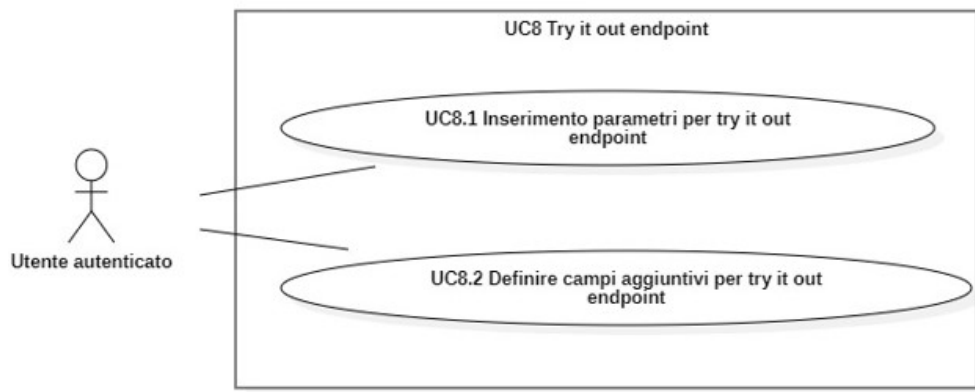 UC8 Try it out endpoint
UC8.1 Inserimento parametri per try it out
endpoint
Utente autenticato
UC8.2 Definire campi aggiuntivi per try it out
endpoint